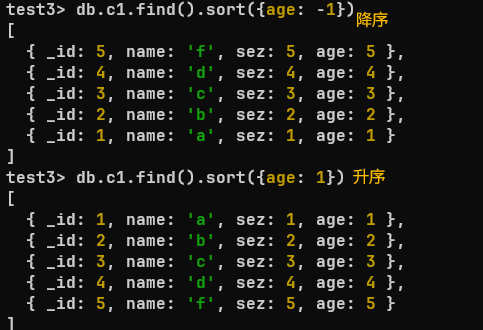 test3> db.c1.find().sort({age: -1})降序
[
  { _id: 5, name: 'f', sez: 5, age: 5 },
  { _id: 4, name: 'd', sez: 4, age: 4 },
  { _id: 3, name: 'c', sez: 3, age: 3 },
  { _id: 2, name: 'b', sez: 2, age: 2 },
  { _id: 1, name: 'a', sez: 1, age: 1 }
]
test3> db.c1.find().sort({age: 1}) 升序
[
  { _id: 1, name: 'a', sez: 1, age: 1 },
  { _id: 2, name: 'b', sez: 2, age: 2 },
  { _id: 3, name: 'c', sez: 3, age: 3 },
  { _id: 4, name: 'd', sez: 4, age: 4 },
  { _id: 5, name: 'f', sez: 5, age: 5 }
]